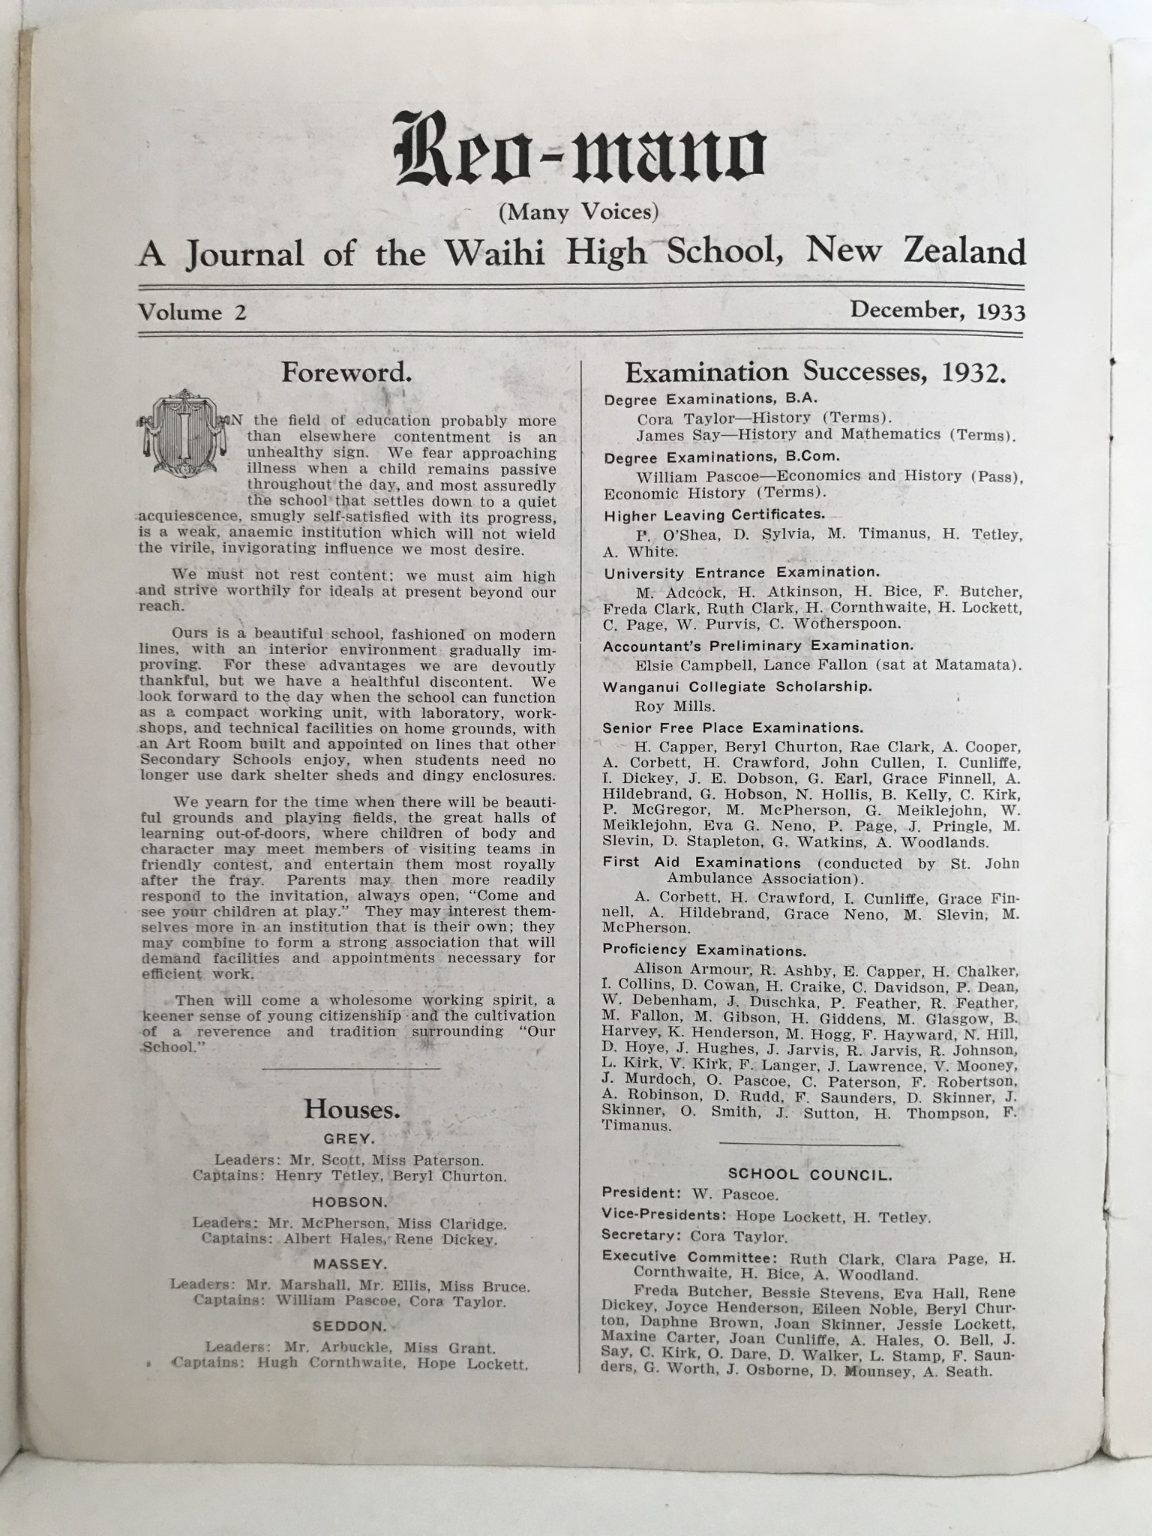 Reo-mano
(Many Voices)
A Journal of the Waihi High School, New Zealand
Volume 2
December, 1933
Foreword.
IN the field of education probably more
than elsewhere contentment is an
unhealthy sign. We fear approaching
illness when a child remains passive
throughout the day, and most assuredly
the school that settles down to a quiet
acquiescence, smugly self-satisfied with its progress,
is a weak, anaemic institution which will not wield
the virile, invigorating influence we most desire.
We must not rest content: we must aim high
and strive worthily for ideals at present beyond our
reach.
Ours is a beautiful school, fashioned on modern
lines, with an interior environment gradually im-
proving. For these advantages we are devoutly
thankful, but we have a healthful discontent. We
look forward to the day when the school can function
as a compact working unit, with laboratory, work-
shops, and technical facilities on home grounds, with
an Art Room built and appointed on lines that other
Secondary Schools enjoy, when students need no
longer use dark shelter sheds and dingy enclosures.
We yearn for the time when there will be beauti-
ful grounds and playing fields, the great halls of
learning out-of-doors, where children of body and
character may meet members of visiting teams in
friendly contest, and entertain them most royally
after the fray. Parents may then more readily
respond to the invitation, always open, "Come and
see your children at play." They may interest them-
selves more in an institution that is their own; they
may combine to form a strong association that will
demand facilities and appointments necessary for
efficient work.
Then will come a wholesome working spirit, a
keener sense of young citizenship and the cultivation
of a reverence and tradition surrounding "Our
School."
Houses.
GREY.
Leaders: Mr. Scott, Miss Paterson.
Captains: Henry Tetley, Beryl Churton.
HOBSON.
Leaders: Mr. McPherson, Miss Claridge.
Captains: Albert Hales, Rene Dickey.
MASSEY.
Leaders: Mr. Marshall, Mr. Ellis, Miss Bruce.
Captains: William Pascoe, Cora Taylor.
SEDDON.
Leaders: Mr. Arbuckle, Miss Grant.
Captains: Hugh Cornthwaite, Hope Lockett.
Examination Successes, 1932.
Degree Examinations, B.A.
Cora Taylor—History (Terms).
James Say—History and Mathematics (Terms).
Degree Examinations, B.Com.
William Pascoe—Economics and History (Pass),
Economic History (Terms).
Higher Leaving Certificates.
P. O'Shea, D. Sylvia, M. Timanus, H. Tetley,
A. White.
University Entrance Examination.
M. Adcock, H. Atkinson, H. Bice, F. Butcher,
Freda Clark, Ruth Clark, H. Cornthwaite, H. Lockett,
C. Page, W. Purvis, C. Wotherspoon.
Accountant's Preliminary Examination.
Elsie Campbell, Lance Fallon (sat at Matamata).
Wanganui Collegiate Scholarship.
Roy Mills.
Senior Free Place Examinations.
H. Capper, Beryl Churton, Rae Clark, A. Cooper,
A. Corbett, H. Crawford, John Cullen, I. Cunliffe,
I. Dickey, J. E. Dobson, G. Earl, Grace Finnell, A.
Hildebrand, G. Hobson, N. Hollis, B. Kelly, C. Kirk,
P. McGregor, M. McPherson, G. Meiklejohn, W.
Meiklejohn, Eva G. Neno, P. Page, J. Pringle, M.
Slevin, D. Stapleton, G. Watkins, A. Woodlands.
First Aid Examinations (conducted by St. John
Ambulance Association).
A. Corbett, H. Crawford, I. Cunliffe, Grace Fin-
nell, A. Hildebrand, Grace Neno, M. Slevin, M.
McPherson.
Proficiency Examinations.
Alison Armour, R. Ashby, E. Capper, H. Chalker,
I. Collins, D. Cowan, H. Craike, C. Davidson, P. Dean,
W. Debenham, J. Duschka, P. Feather, R. Feather,
M. Fallon, M. Gibson, H. Giddens, M. Glasgow, B.
Harvey, K. Henderson, M. Hogg, F. Hayward, N. Hill,
D. Hoye, J. Hughes, J. Jarvis, R. Jarvis, R. Johnson,
L. Kirk, V. Kirk, F. Langer, J. Lawrence, V. Mooney,
J. Murdoch, O. Pascoe, C. Paterson, F. Robertson,
A. Robinson, D. Rudd, F. Saunders, D. Skinner, J.
Skinner, O. Smith, J. Sutton, H. Thompson, F.
Timanus.
SCHOOL COUNCIL.
President: W. Pascoe.
Vice-Presidents: Hope Lockett, H. Tetley.
Secretary: Cora Taylor.
Executive Committee: Ruth Clark, Clara Page, H.
Cornthwaite, H. Bice, A. Woodland.
Freda Butcher, Bessie Stevens, Eva Hall, Rene
Dickey, Joyce Henderson, Eileen Noble, Beryl Chur-
ton, Daphne Brown, Joan Skinner, Jessie Lockett,
Maxine Carter, Joan Cunliffe, A. Hales, O. Bell, J.
Say, C. Kirk, O. Dare, D. Walker, L. Stamp, F. Saun-
ders, G. Worth, J. Osborne, D. Mounsey, A. Seath.